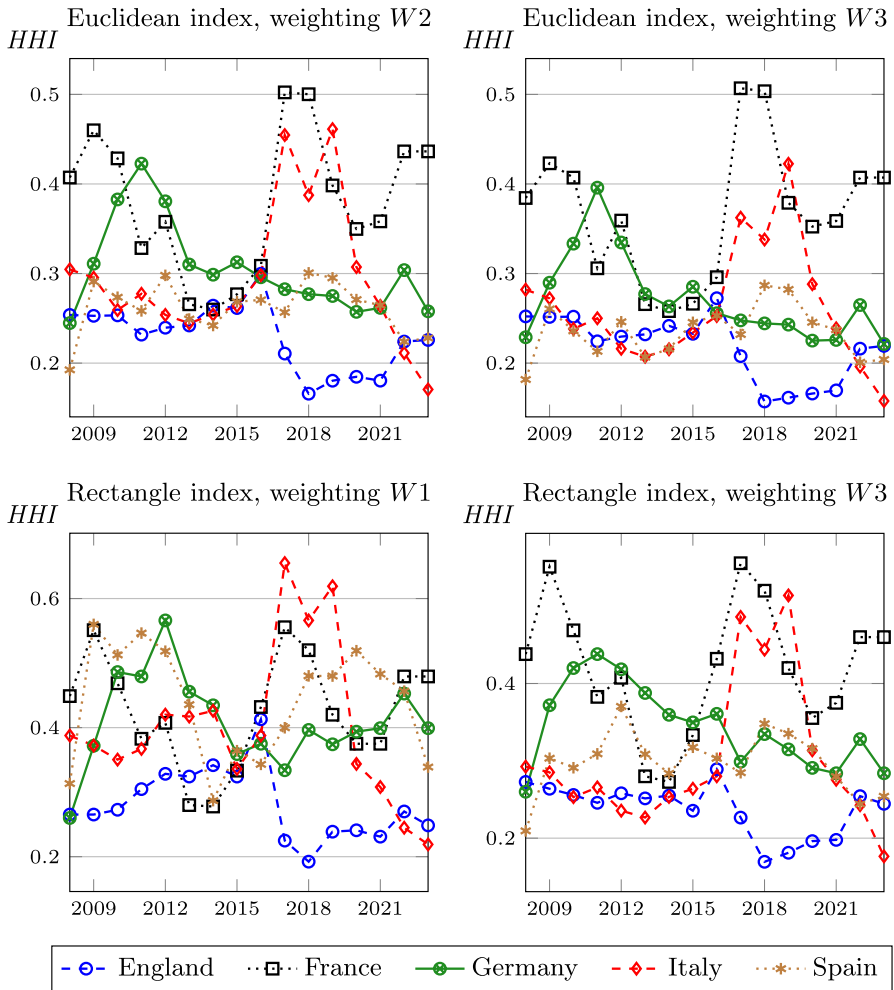 Euclidean index, weighting W2
HHI
0.5
0.4
0.3
0.2
2009 2012 2015 2018 2021
Euclidean index, weighting W3
HHI
0.5
0.4
0.3
0.2
2009 2012 2015 2018 2021
Rectangle index, weighting W1
HHI
0.6
0.4
0.2
2009 2012 2015 2018 2021
Rectangle index, weighting W3
HHI
0.4
0.2
2009 2012 2015 2018 2021
England France Germany Italy Spain